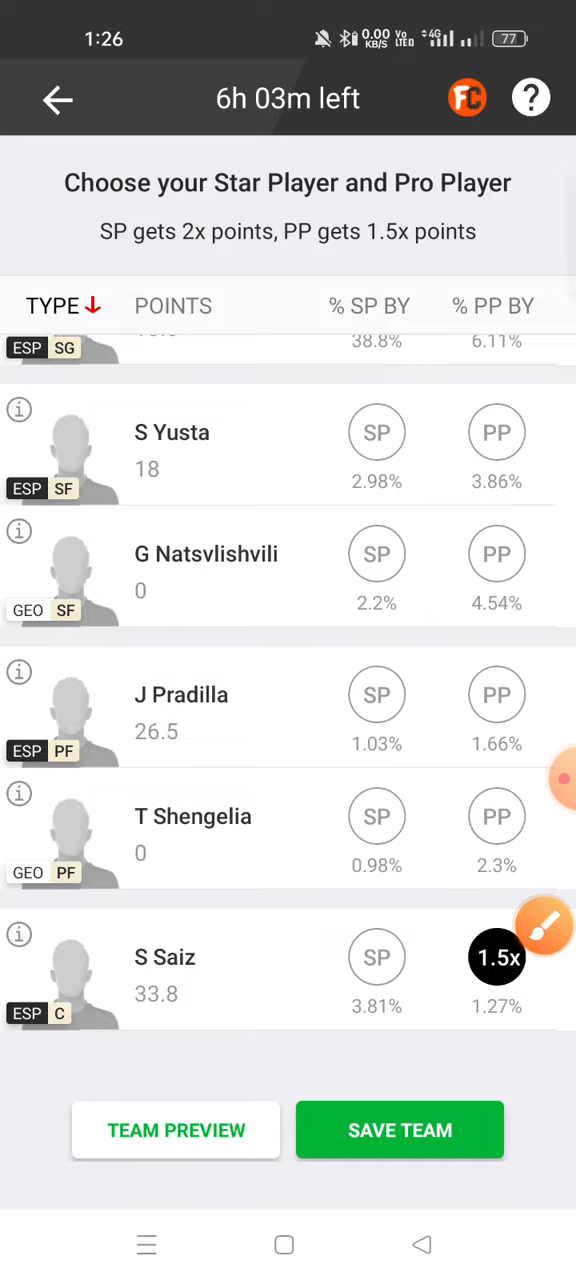 1:26 0.00 KB/S Vo LTE 4G 77
6h 03m left FC ?
Choose your Star Player and Pro Player
SP gets 2x points, PP gets 1.5x points
TYPE POINTS % SP BY % PP BY
ESP SG 38.8% 6.11%
S Yusta SP PP
18
ESP SF 2.98% 3.86%
G Natsvlishvili SP PP
0
GEO SF 2.2% 4.54%
J Pradilla SP PP
26.5
ESP PF 1.03% 1.66%
T Shengelia SP PP
0
GEO PF 0.98% 2.3%
S Saiz SP 1.5x
33.8
ESP C 3.81% 1.27%
TEAM PREVIEW SAVE TEAM